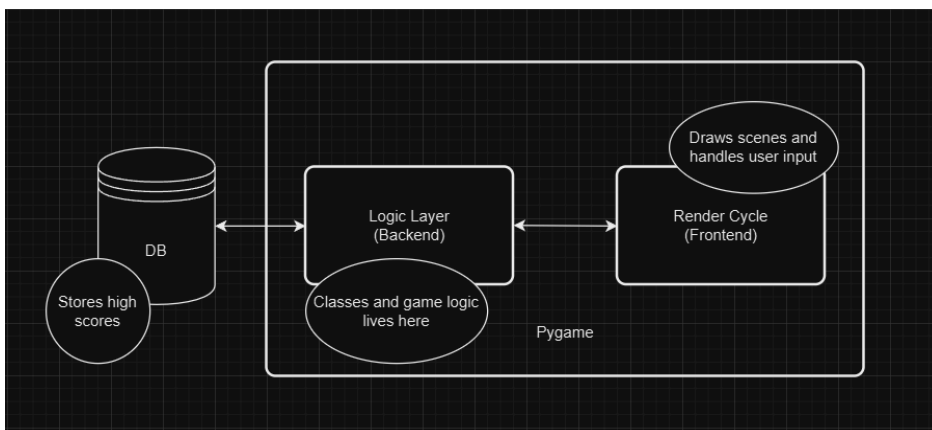 DB
Stores high
scores
Logic Layer
(Backend)
Classes and game logic
lives here
Draws scenes and
handles user input
Render Cycle
(Frontend)
Pygame